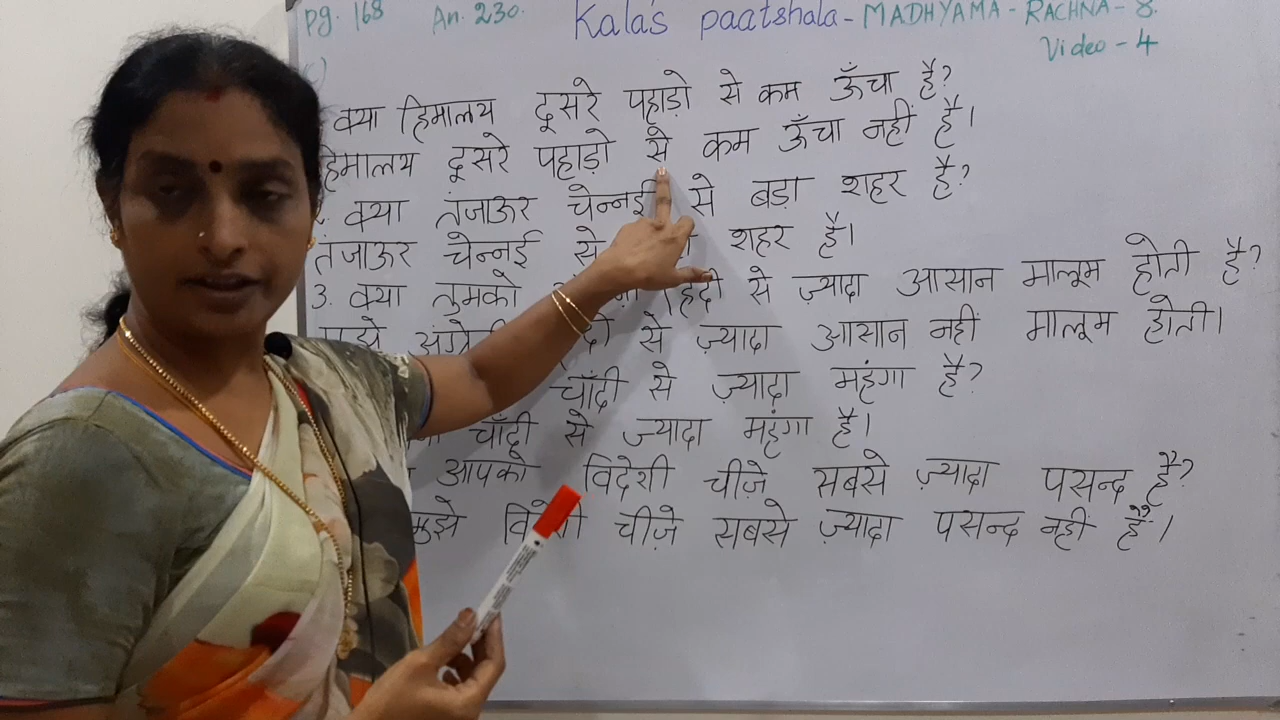 Pg. 168 An. 230. Kala's paatshala - MADHYAMA - RACHNA - 8.
Video - 4
क्या हिमालय दूसरे पहाड़ो से कम ऊँचा है?
हिमालय दूसरे पहाड़ो से कम ऊँचा नहीं है।
क्या तंजाऊर चेन्नई से बड़ा शहर है?
तंजाऊर चेन्नई से शहर है।
3. क्या तुमको हिंदी से ज़्यादा आसान मालूम होती है?
से ज़्यादा आसान नहीं मालूम होती।
चाँदी से ज़्यादा महंगा है?
चाँदी से ज्यादा महंगा है।
आपको विदेशी चीज़े सबसे ज़्यादा पसन्द है?
मुझे चीज़े सबसे ज़्यादा पसन्द नहीं हैं।